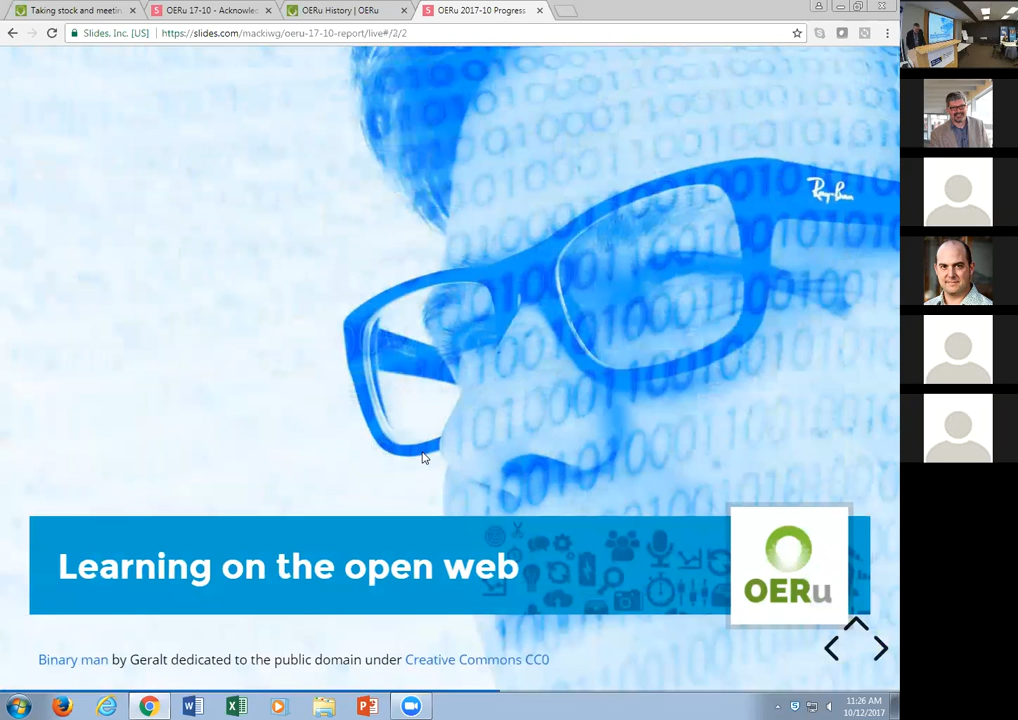 Taking stock and meetin
OERu 17-10 - Acknowled
OERu History | OERu
OERu 2017-10 Progress
Slides, Inc. [US]
https://slides.com/mackiwg/oeru-17-10-report/live#/2/2
Ray-Ban
Learning on the open web
OERu
Binary man by Geralt dedicated to the public domain under Creative Commons CC0
11:26 AM
10/12/2017